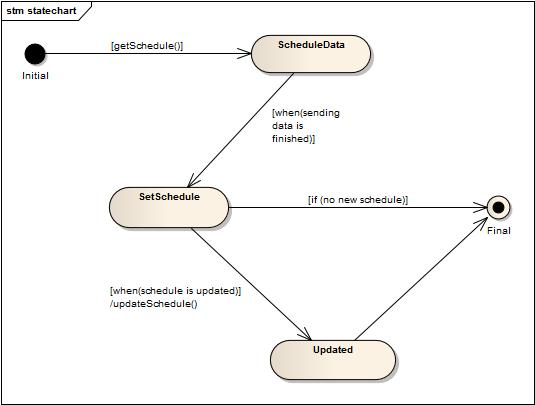 stm statechart
[getSchedule()]
ScheduleData
Initial
[when(sending
data is
finished)]
SetSchedule
[if (no new schedule)]
Final
[when(schedule is updated)]
/updateSchedule()
Updated